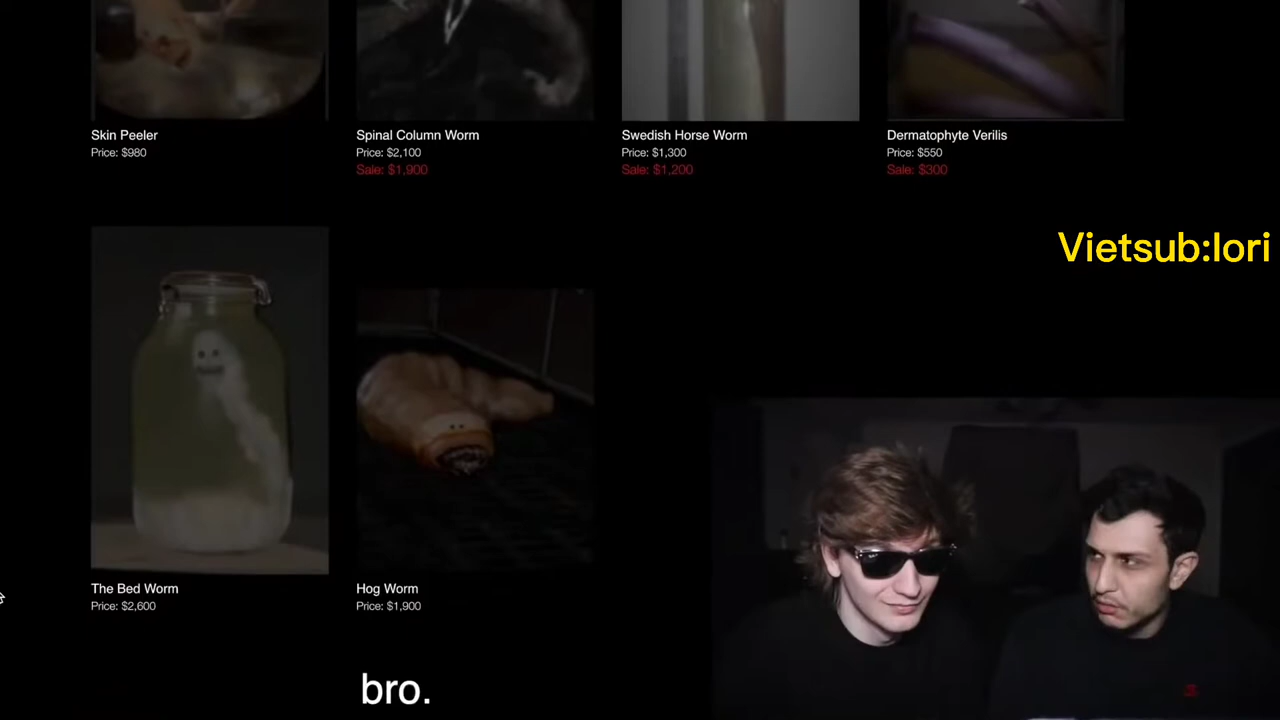 Skin Peeler
Price: $980
Spinal Column Worm
Price: $2,100
Sale: $1,900
Swedish Horse Worm
Price: $1,300
Sale: $1,200
Dermatophyte Verilis
Price: $550
Sale: $300
Vietsub:lori
The Bed Worm
Price: $2,600
Hog Worm
Price: $1,900
bro.